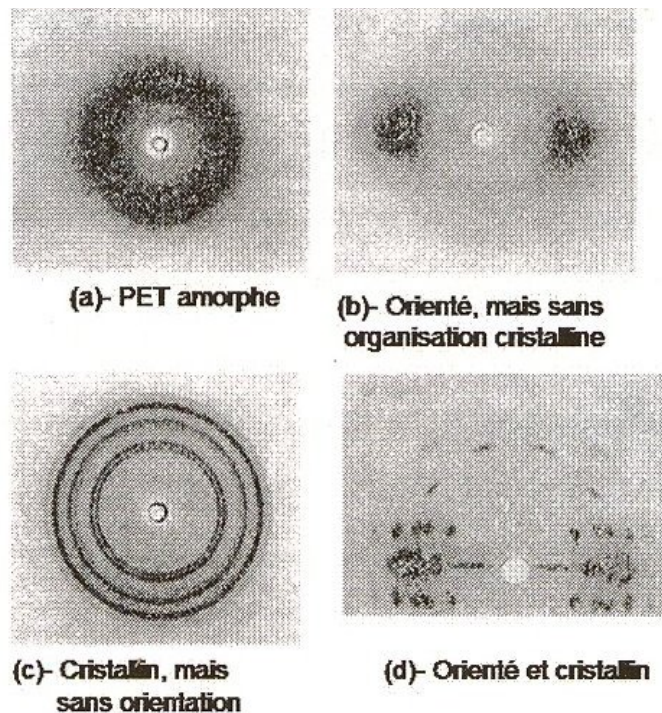 (a)- PET amorphe
(b)- Orienté, mais sans
organisation cristalline
(c)- Cristallin, mais
sans orientation
(d)- Orienté et cristallin